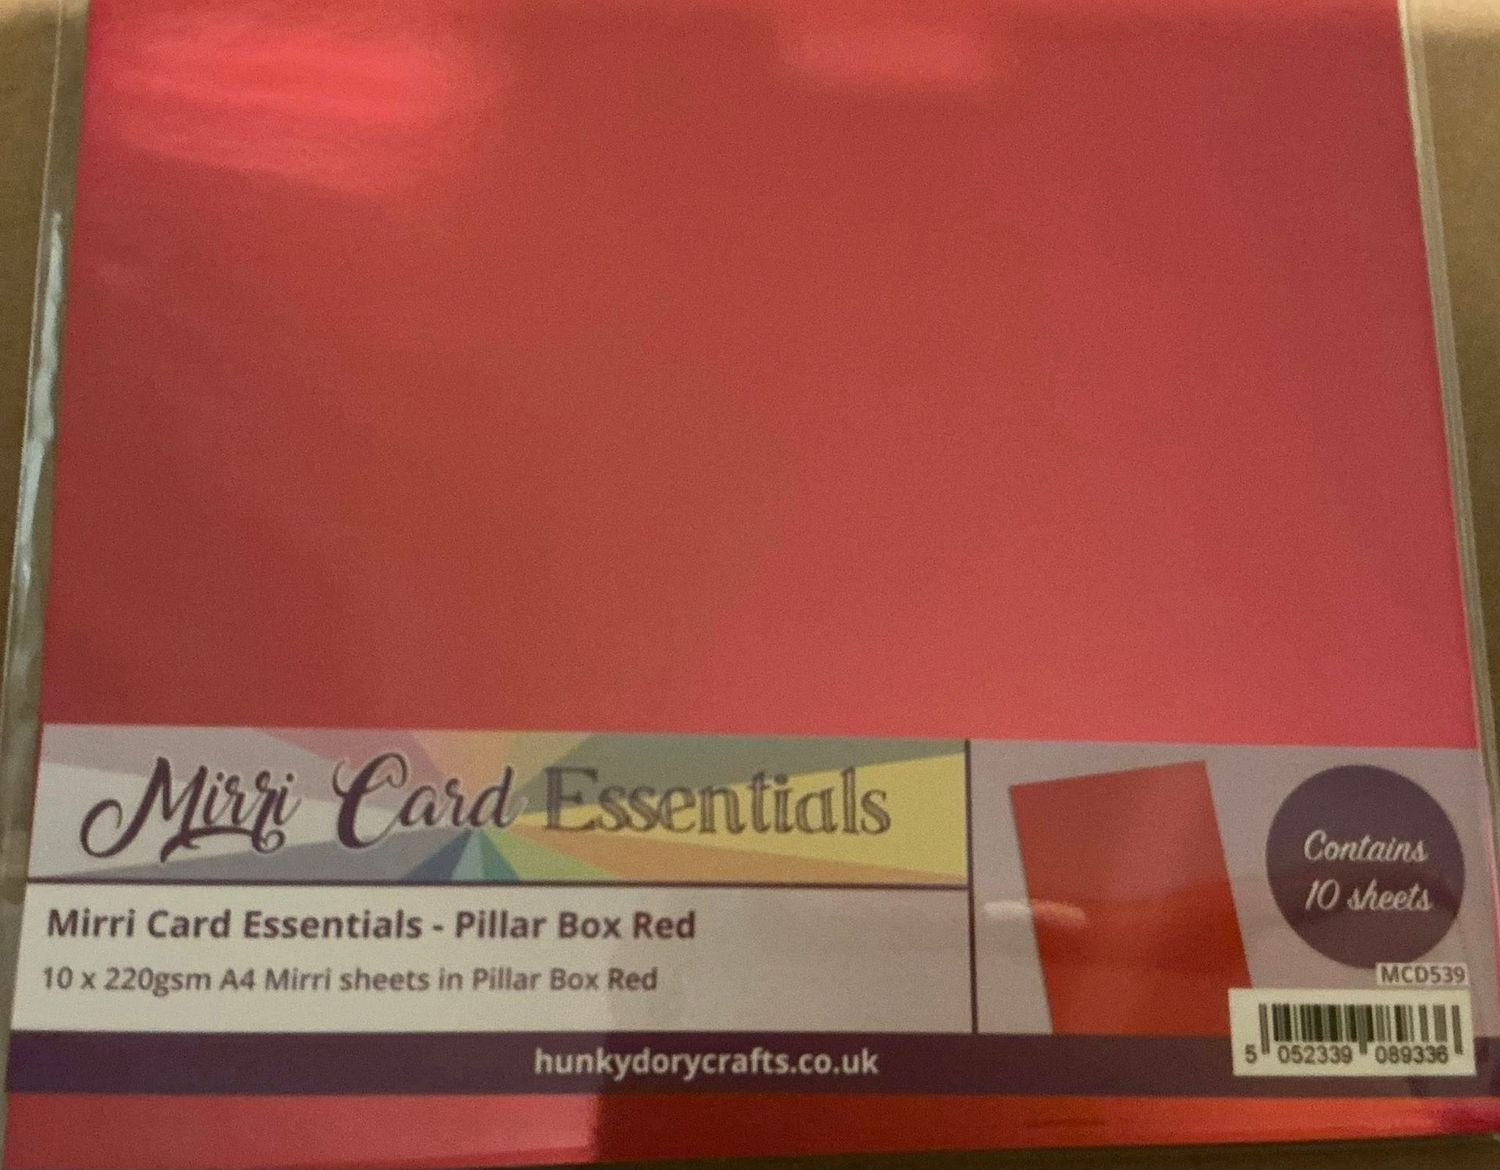 Mirri Card Essentials
Mirri Card Essentials - Pillar Box Red
10 x 220gsm A4 Mirri sheets in Pillar Box Red
Contains
10 sheets
MCD539
5 052339 089336
hunkydorycrafts.co.uk